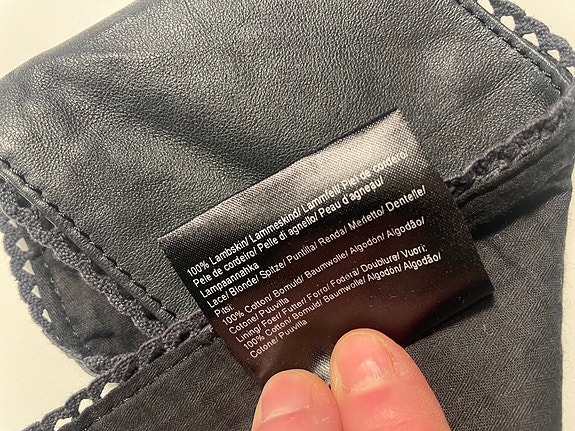 100% Lambskin/ Lammeskind/ Lammfell/ Piel de cordero/
Pele de cordeiro/ Pelle di agnello/ Peau d'agneau/
Lampaannahka
Lace/ Blonde/ Spitze/ Puntilla/ Renda/ Merletto/ Dentelle/
Pitsi:
100% Cotton/ Bomuld/ Baumwolle/ Algodón/ Algodão/
Cotone/ Puuvilla
Lining/ Foer/ Futter/ Forro/ Fodera/ Doublure/ Vuori:
100% Cotton/ Bomuld/ Baumwolle/ Algodón/ Algodão/
Cotone/ Puuvilla